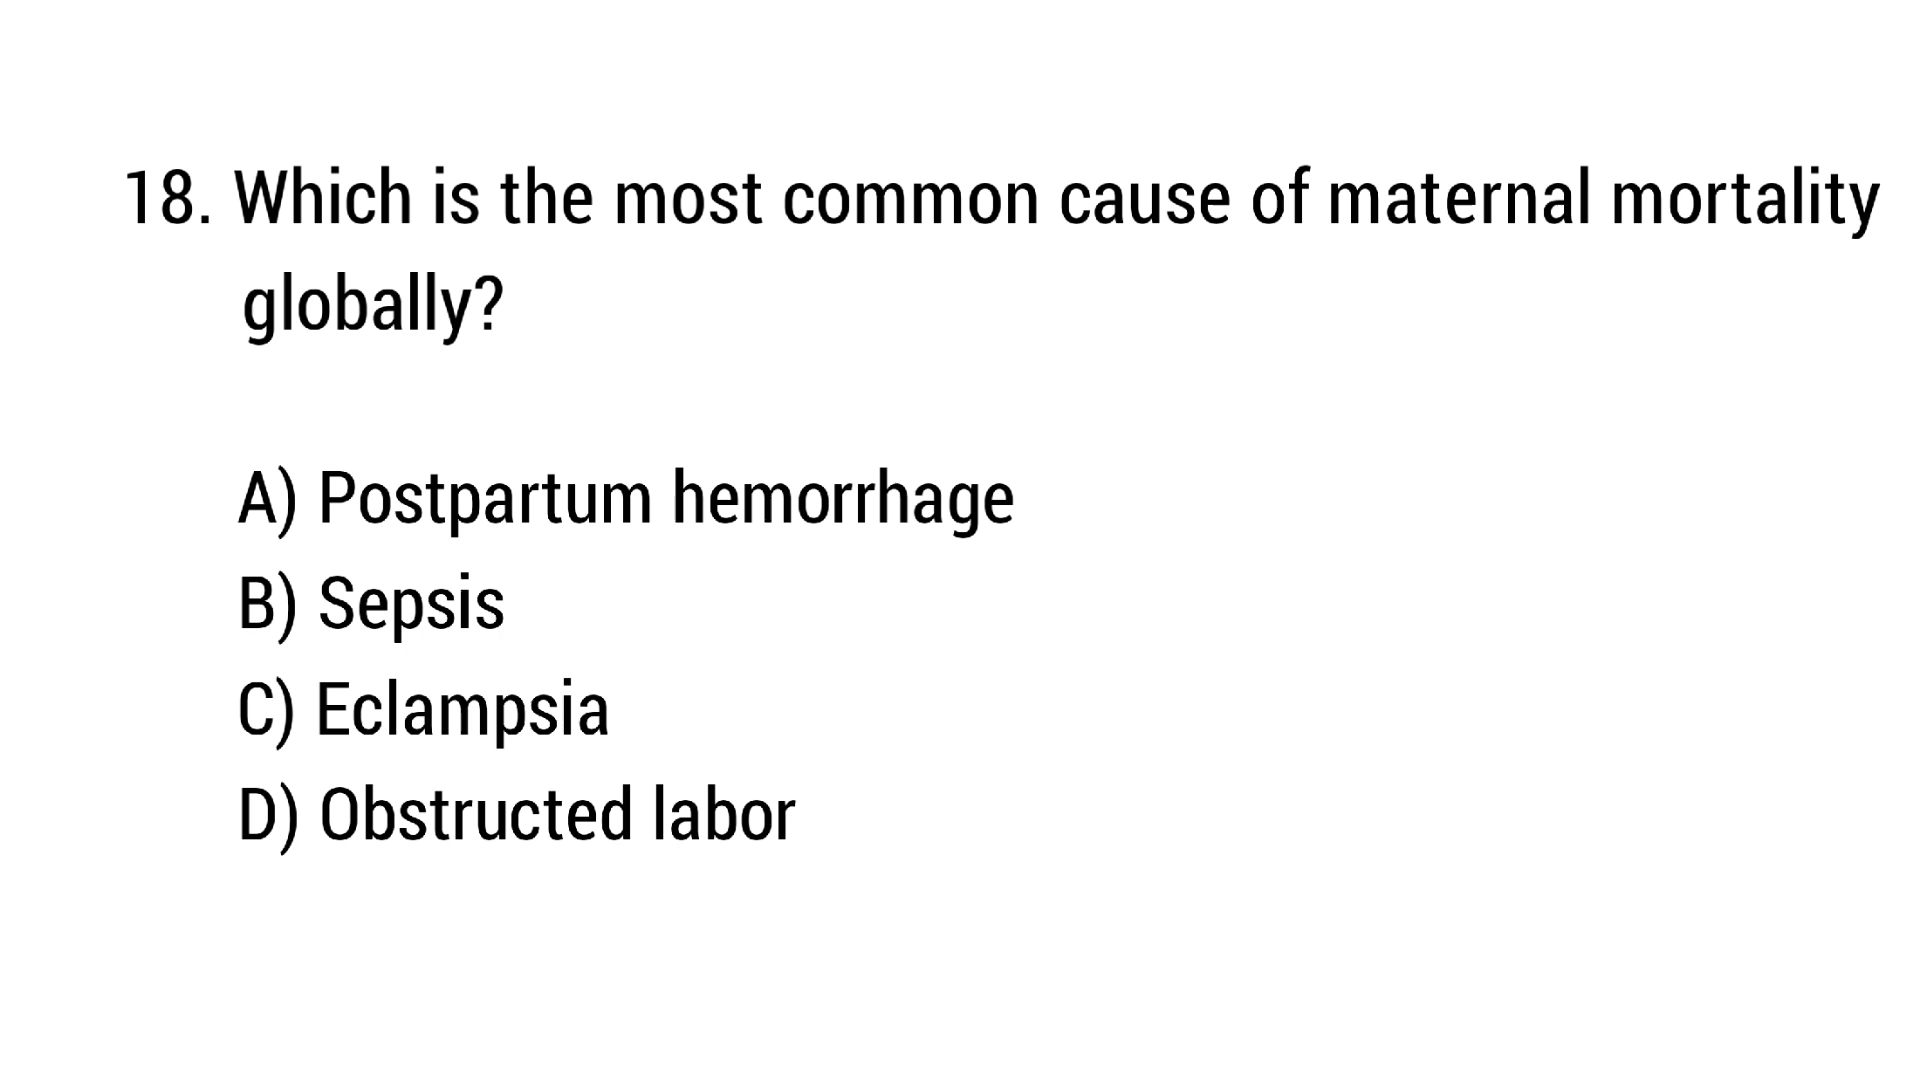 18. Which is the most common cause of maternal mortality
globally?
A) Postpartum hemorrhage
B) Sepsis
C) Eclampsia
D) Obstructed labor